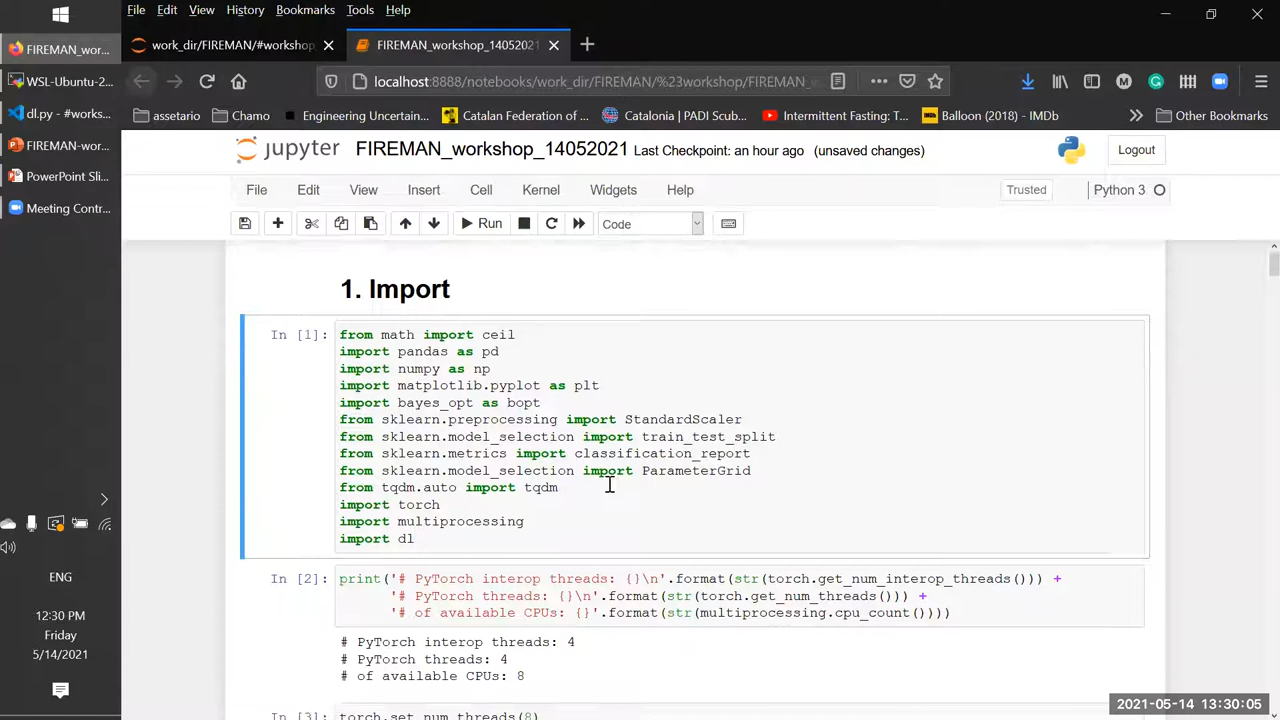 File Edit View History Bookmarks Tools Help
FIREMAN_wor...
work_dir/FIREMAN/#workshop
FIREMAN_workshop_14052021
WSL-Ubuntu-2...
localhost:8888/notebooks/work_dir/FIREMAN/%23workshop/FIREMAN_
dl.py - #works...
assetario Chamo Engineering Uncertain... Catalan Federation of ... Catalonia | PADI Scub... Intermittent Fasting: T... Balloon (2018) - IMDb Other Bookmarks
FIREMAN-wor...
PowerPoint Sli...
Meeting Contr...
jupyter FIREMAN_workshop_14052021 Last Checkpoint: an hour ago (unsaved changes)
Logout
File Edit View Insert Cell Kernel Widgets Help
Trusted
Python 3
Run
Code
1. Import
In [1]: from math import ceil
import pandas as pd
import numpy as np
import matplotlib.pyplot as plt
import bayes_opt as bopt
from sklearn.preprocessing import StandardScaler
from sklearn.model_selection import train_test_split
from sklearn.metrics import classification_report
from sklearn.model_selection import ParameterGrid
from tqdm.auto import tqdm
import torch
import multiprocessing
import dl
In [2]: print('# PyTorch interop threads: {}\n'.format(str(torch.get_num_interop_threads())) +
'# PyTorch threads: {}\n'.format(str(torch.get_num_threads())) +
'# of available CPUs: {}'.format(str(multiprocessing.cpu_count())))
# PyTorch interop threads: 4
# PyTorch threads: 4
# of available CPUs: 8
In [3]: torch.set_num_threads(8)
ENG
12:30 PM
Friday
5/14/2021
2021-05-14 13:30:05